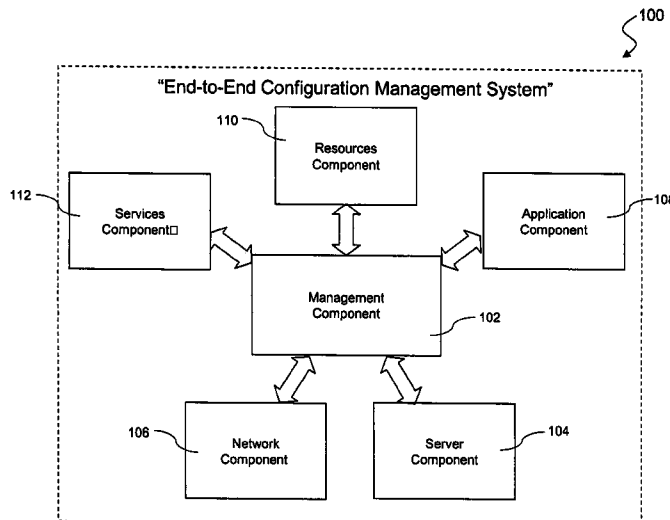 100
“End-to-End Configuration Management System”
110
Resources
Component
112
Services
Component□
108
Application
Component
Management
Component
102
106
Network
Component
Server
Component
104